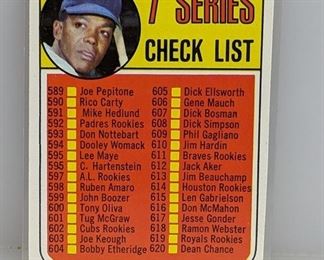 7 SERIES
CHECK LIST
589 Joe Pepitone
590 Rico Carty
591 Mike Hedlund
592 Padres Rookies
593 Don Nottebart
594 Dooley Womack
595 Lee Maye
596 C. Hartenstein
597 A.L. Rookies
598 Ruben Amaro
599 John Boozer
600 Tony Oliva
601 Tug McGraw
602 Cubs Rookies
603 Joe Keough
604 Bobby Etheridge
605 Dick Ellsworth
606 Gene Mauch
607 Dick Bosman
608 Dick Simpson
609 Phil Gagliano
610 Jim Hardin
611 Braves Rookies
612 Jack Aker
613 Jim Beauchamp
614 Houston Rookies
615 Len Gabrielson
616 Don McMahon
617 Jesse Gonder
618 Ramon Webster
619 Royals Rookies
620 Dean Chance